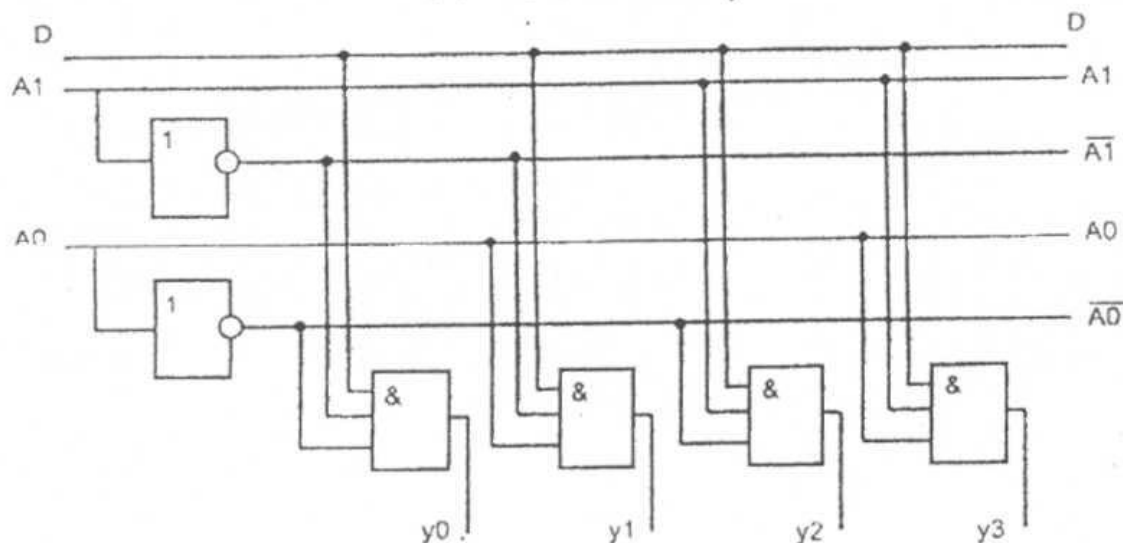 D D
A1 A1
1 A1̅
A0 A0
1 A0̅
& & & &
y0 y1 y2 y3